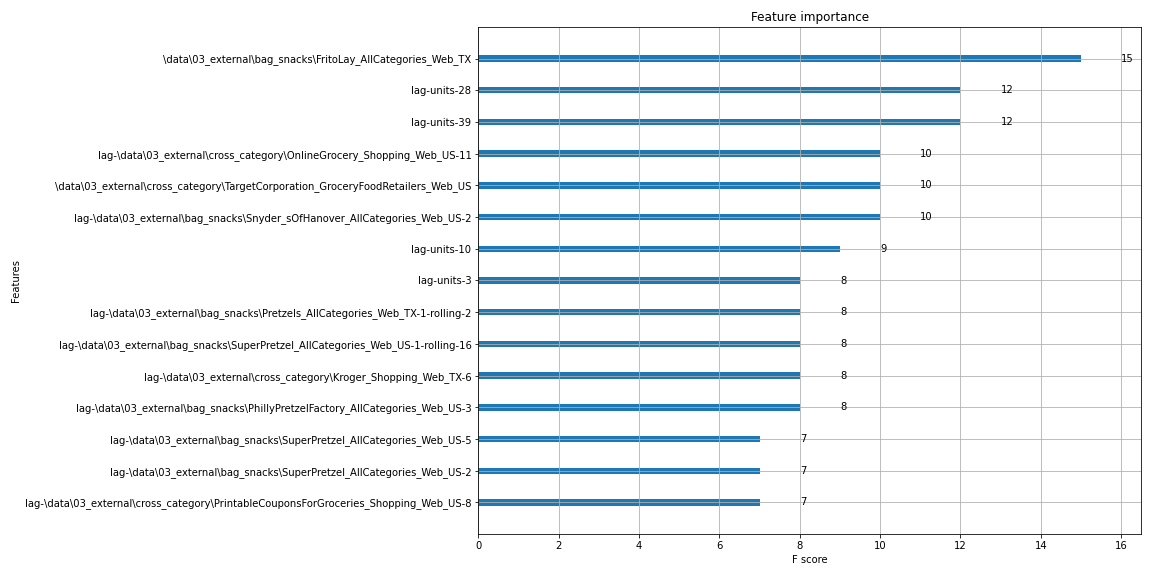 Feature importance
\data\03_external\bag_snacks\FritoLay_AllCategories_Web_TX 15
lag-units-28 12
lag-units-39 12
lag-\data\03_external\cross_category\OnlineGrocery_Shopping_Web_US-11 10
\data\03_external\cross_category\TargetCorporation_GroceryFoodRetailers_Web_US 10
lag-\data\03_external\bag_snacks\Snyder_sOfHanover_AllCategories_Web_US-2 10
lag-units-10 9
lag-units-3 8
lag-\data\03_external\bag_snacks\Pretzels_AllCategories_Web_TX-1-rolling-2 8
lag-\data\03_external\bag_snacks\SuperPretzel_AllCategories_Web_US-1-rolling-16 8
lag-\data\03_external\cross_category\Kroger_Shopping_Web_TX-6 8
lag-\data\03_external\bag_snacks\PhillyPretzelFactory_AllCategories_Web_US-3 8
lag-\data\03_external\bag_snacks\SuperPretzel_AllCategories_Web_US-5 7
lag-\data\03_external\bag_snacks\SuperPretzel_AllCategories_Web_US-2 7
lag-\data\03_external\cross_category\PrintableCouponsForGroceries_Shopping_Web_US-8 7
Features
0 2 4 6 8 10 12 14 16
F score